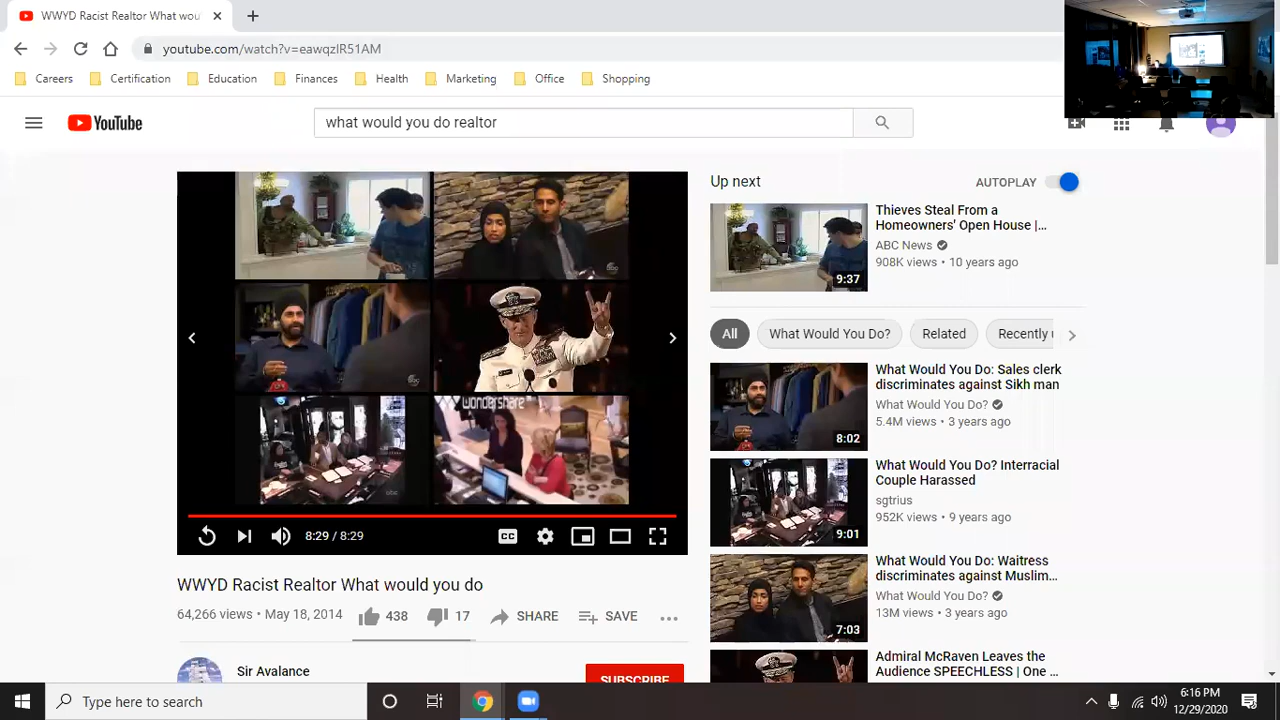 WWYD Racist Realtor What wou
youtube.com/watch?v=eawqzIR51AM
Careers
Certification
Education
Finances
Health
Marketing
Office
Shopping
YouTube
what would you do realtor
Up next
AUTOPLAY
Thieves Steal From a
Homeowners' Open House |...
ABC News
908K views • 10 years ago
9:37
All
What Would You Do?
Related
Recently u
What Would You Do: Sales clerk
discriminates against Sikh man
What Would You Do?
5.4M views • 3 years ago
8:02
What Would You Do? Interracial
Couple Harassed
sgtrius
952K views • 9 years ago
9:01
What Would You Do: Waitress
discriminates against Muslim...
What Would You Do?
13M views • 3 years ago
7:03
Admiral McRaven Leaves the
Audience SPEECHLESS | One ...
abc
abc
wondershare
abc
8:29 / 8:29
CC
WWYD Racist Realtor What would you do
64,266 views • May 18, 2014
438
17
SHARE
SAVE
Sir Avalance
SUBSCRIBE
Type here to search
6:16 PM
12/29/2020